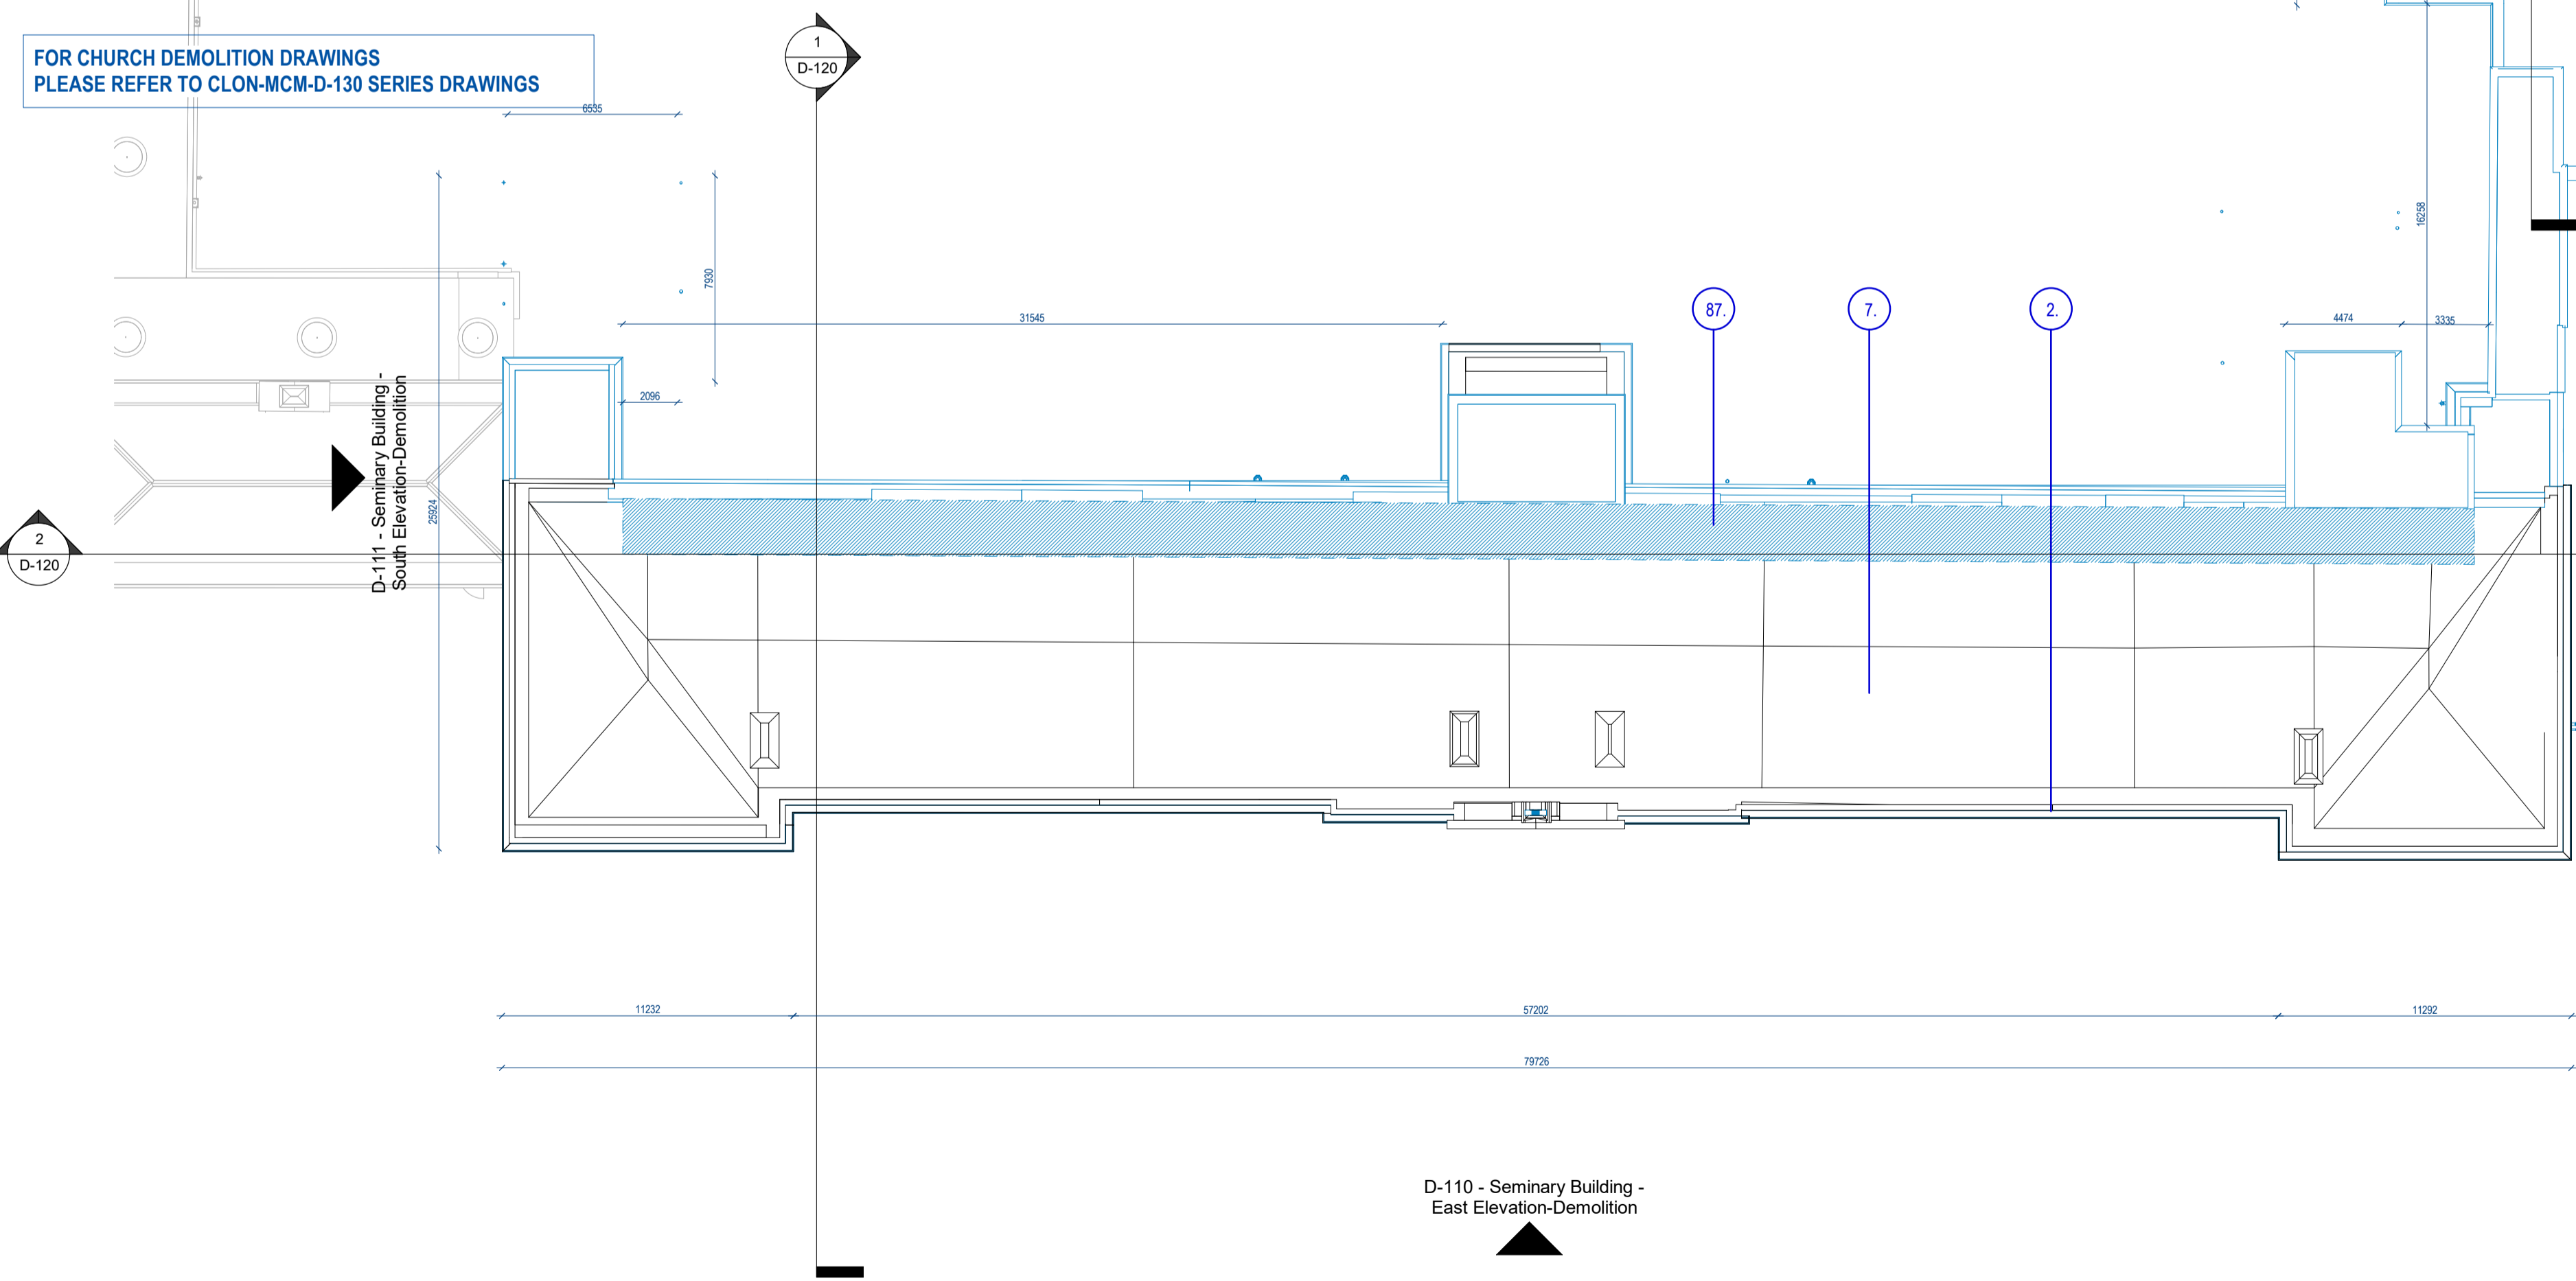 FOR CHURCH DEMOLITION DRAWINGS
PLEASE REFER TO CLON-MCM-D-130 SERIES DRAWINGS
1
D-120
6535
16258
7930
31545
87.
7.
2.
4474
3335
2096
D-111 - Seminary Building -
South Elevation-Demolition
25924
2
D-120
11232
57202
11292
79726
D-110 - Seminary Building -
East Elevation-Demolition